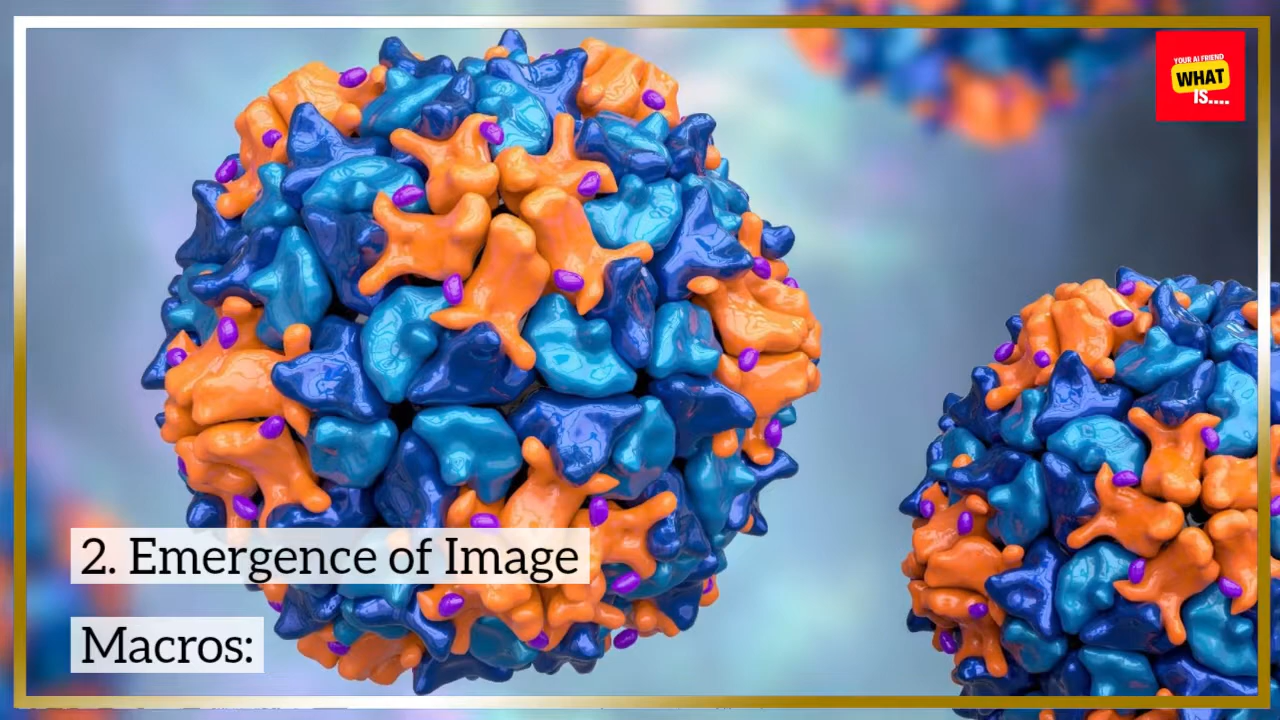 YOUR AI FRIEND
WHAT
IS....
2. Emergence of Image
Macros: